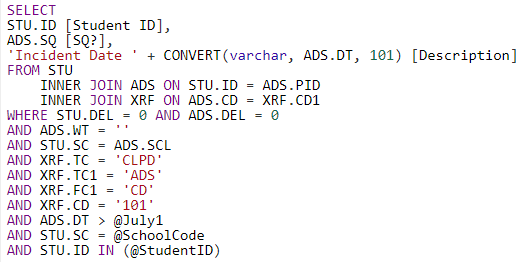 SELECT
STU.ID [Student ID],
ADS.SQ [SQ?],
'Incident Date ' + CONVERT(varchar, ADS.DT, 101) [Description]
FROM STU
INNER JOIN ADS ON STU.ID = ADS.PID
INNER JOIN XRF ON ADS.CD = XRF.CD1
WHERE STU.DEL = 0 AND ADS.DEL = 0
AND ADS.WT = ''
AND STU.SC = ADS.SCL
AND XRF.TC = 'CLPD'
AND XRF.TC1 = 'ADS'
AND XRF.FC1 = 'CD'
AND XRF.CD = '101'
AND ADS.DT > @July1
AND STU.SC = @SchoolCode
AND STU.ID IN (@StudentID)